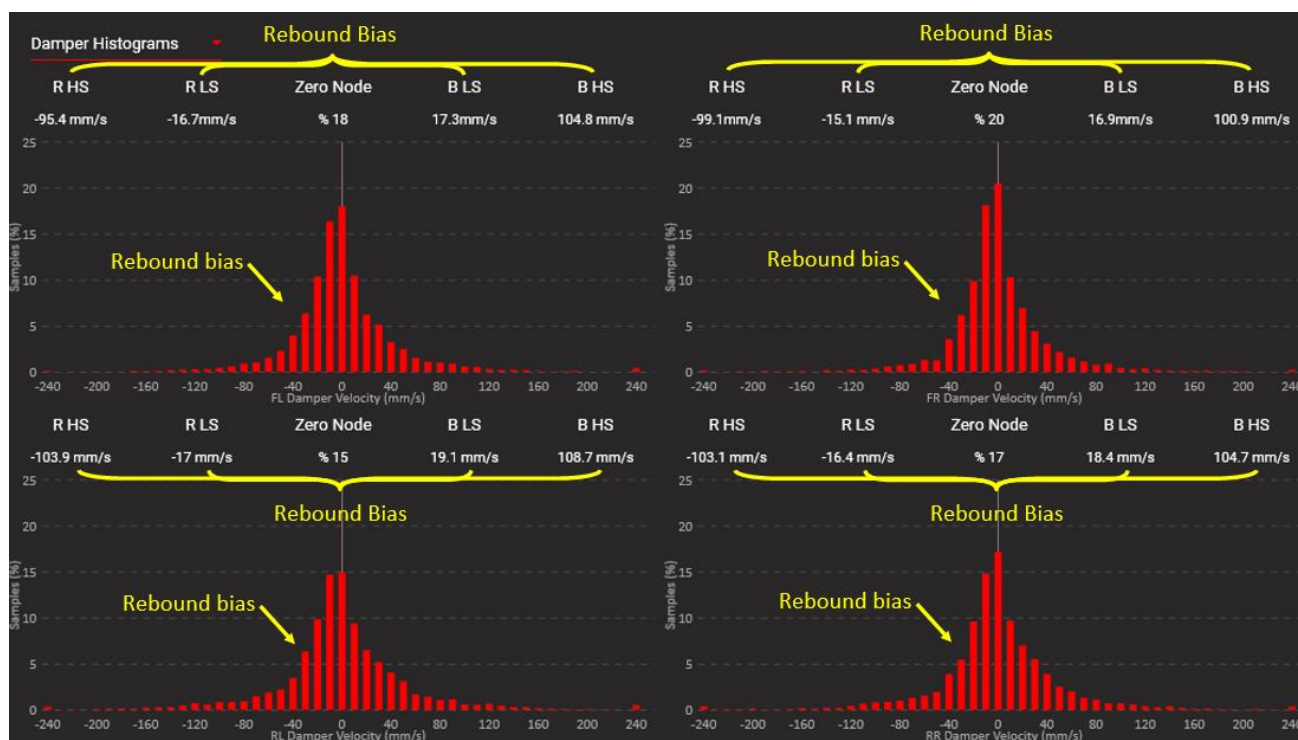 Damper Histograms
Rebound Bias
R HS R LS Zero Node B LS B HS
-95.4 mm/s -16.7mm/s % 18 17.3mm/s 104.8 mm/s
25
20
15
10
5
0
Samples (%)
Rebound bias
-240 -200 -160 -120 -80 -40 0 40 80 120 160 200 240
FL Damper Velocity (mm/s)
Rebound Bias
R HS R LS Zero Node B LS B HS
-99.1mm/s -15.1 mm/s % 20 16.9mm/s 100.9 mm/s
25
20
15
10
5
0
Samples (%)
Rebound bias
-240 -200 -160 -120 -80 -40 0 40 80 120 160 200 240
FR Damper Velocity (mm/s)
R HS R LS Zero Node B LS B HS
-103.9 mm/s -17 mm/s % 15 19.1 mm/s 108.7 mm/s
Rebound Bias
25
20
15
10
5
0
Samples (%)
Rebound bias
-240 -200 -160 -120 -80 -40 0 40 80 120 160 200 240
RL Damper Velocity (mm/s)
R HS R LS Zero Node B LS B HS
-103.1 mm/s -16.4 mm/s % 17 18.4 mm/s 104.7 mm/s
Rebound Bias
25
20
15
10
5
0
Samples (%)
Rebound bias
-240 -200 -160 -120 -80 -40 0 40 80 120 160 200 240
RR Damper Velocity (mm/s)